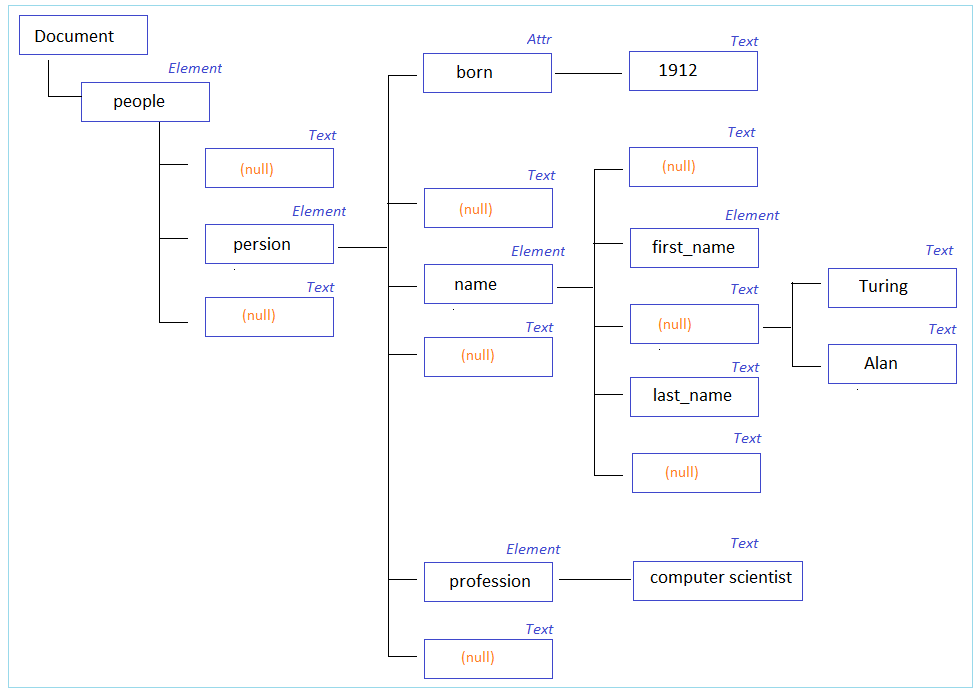 Document
Element
people
Text
(null)
Element
persion
Text
(null)
Attr
born
Text
1912
Text
(null)
Element
name
Text
(null)
Text
(null)
Element
first_name
Text
(null)
Text
Turing
Text
Alan
Text
last_name
Text
(null)
Element
profession
Text
computer scientist
Text
(null)